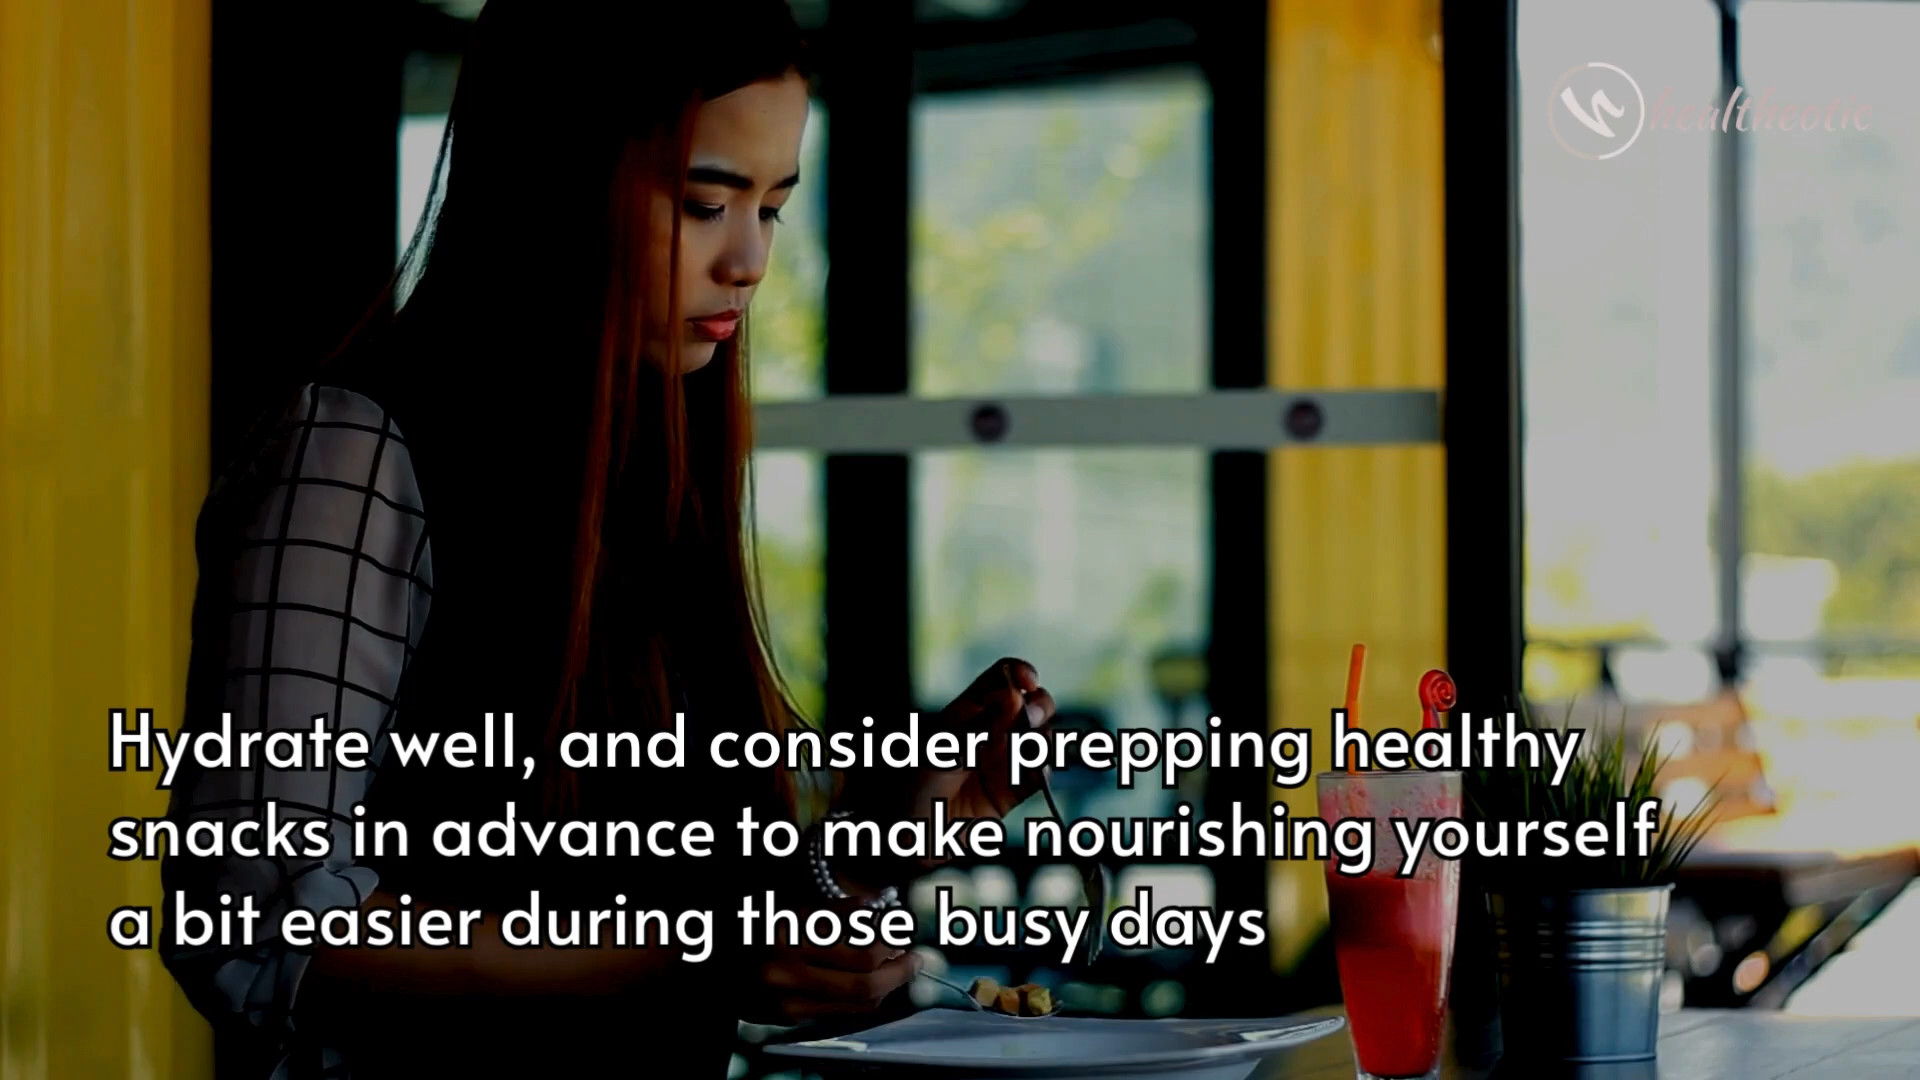 healtheotic
Hydrate well, and consider prepping healthy
snacks in advance to make nourishing yourself
a bit easier during those busy days